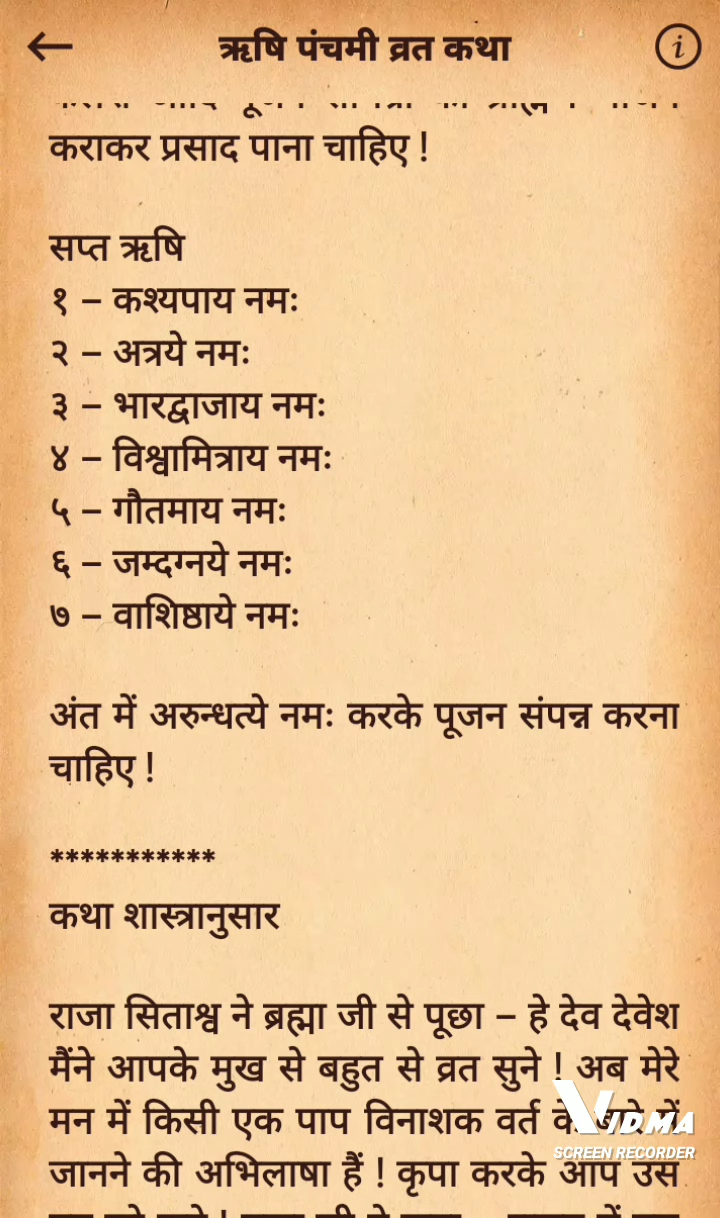 ऋषि पंचमी व्रत कथा
कराकर प्रसाद पाना चाहिए !
सप्त ऋषि
१ – कश्यपाय नमः
२ – अत्रये नमः
३ – भारद्वाजाय नमः
४ – विश्वामित्राय नमः
५ – गौतमाय नमः
६ – जम्दग्नये नमः
७ – वाशिष्ठाये नमः
अंत में अरुन्धत्ये नमः करके पूजन संपन्न करना
चाहिए !
***********
कथा शास्त्रानुसार
राजा सिताश्व ने ब्रह्मा जी से पूछा – हे देव देवेश
मैंने आपके मुख से बहुत से व्रत सुने ! अब मेरे
मन में किसी एक पाप विनाशक वर्त के बारे में
VIDMA
SCREEN RECORDER
जानने की अभिलाषा हैं ! कृपा करके आप उस